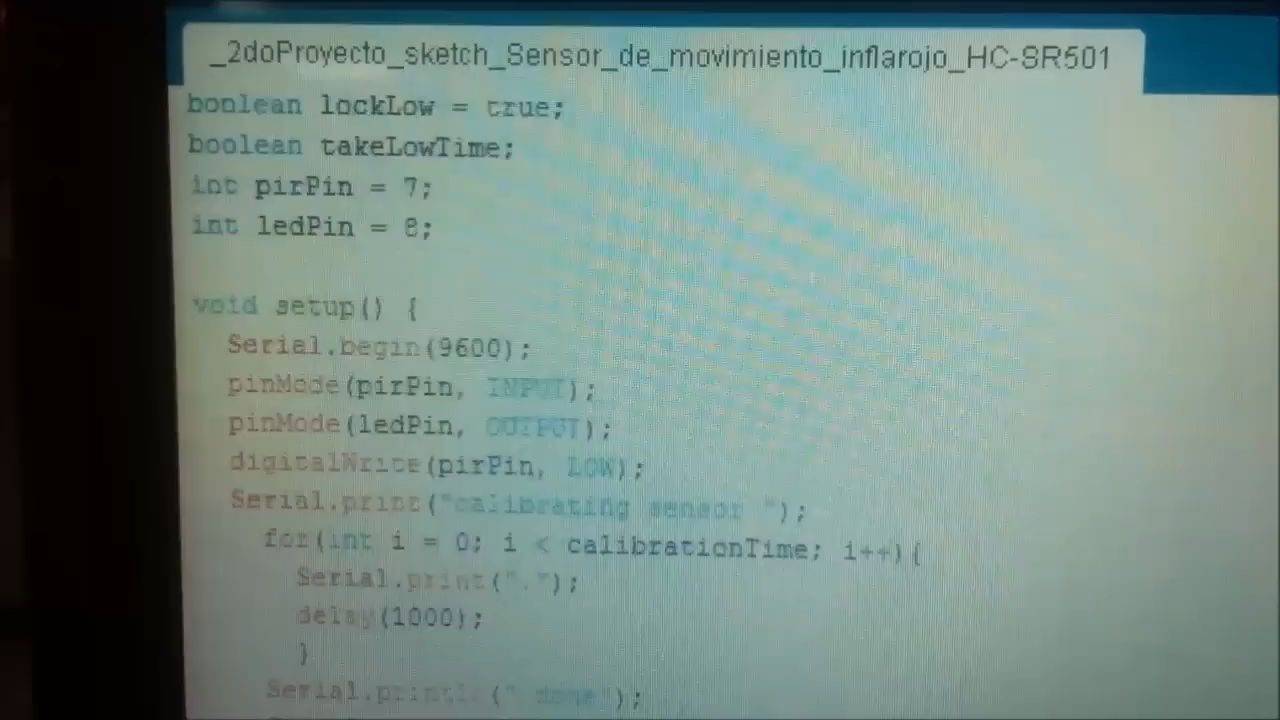 _2doProyecto_sketch_Sensor_de_movimiento_inflarojo_HC-SR501
boolean lockLow = true;
boolean takeLowTime;
int pirPin = 7;
int ledPin = 8;
void setup() {
Serial.begin(9600);
pinMode(pirPin, INPUT);
pinMode(ledPin, OUTPUT);
digitalWrite(pirPin, LOW);
Serial.print("calibrating sensor ");
for(int i = 0; i < calibrationTime; i++){
Serial.print(".");
delay(1000);
}
Serial.println(" done");